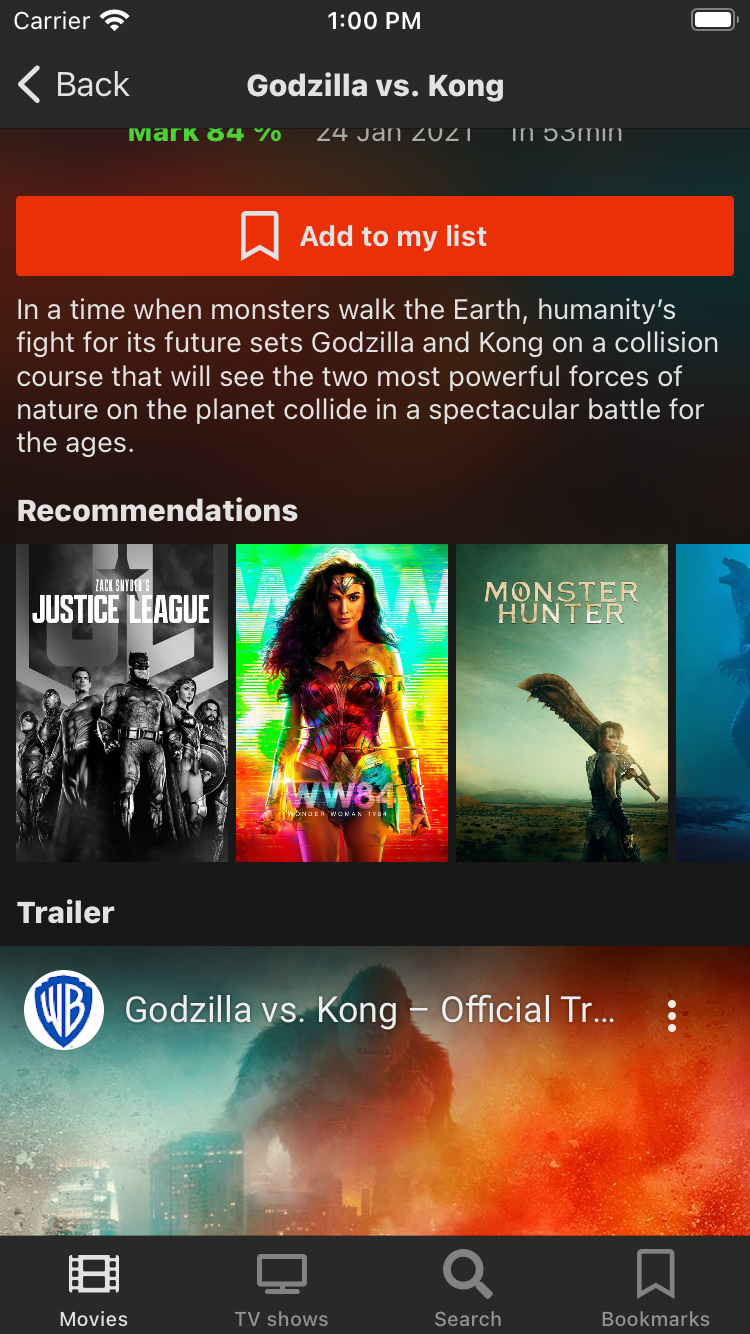 Carrier 1:00 PM
Back Godzilla vs. Kong
Mark 84 % 24 Jan 2021 1h 53min
Add to my list
In a time when monsters walk the Earth, humanity’s
fight for its future sets Godzilla and Kong on a collision
course that will see the two most powerful forces of
nature on the planet collide in a spectacular battle for
the ages.
Recommendations
ZACK SNYDER'S
JUSTICE LEAGUE
JL
WW
WW84
WONDER WOMAN 1984
MONSTER
HUNTER
Trailer
WB Godzilla vs. Kong – Official Tr...
Movies TV shows Search Bookmarks